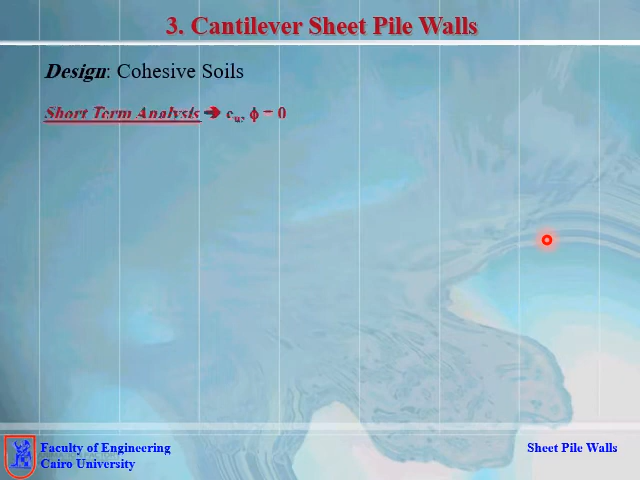 3. Cantilever Sheet Pile Walls
Design: Cohesive Soils
Short Term Analysis ➔ cu, ϕ = 0
Faculty of Engineering
Cairo University
Sheet Pile Walls